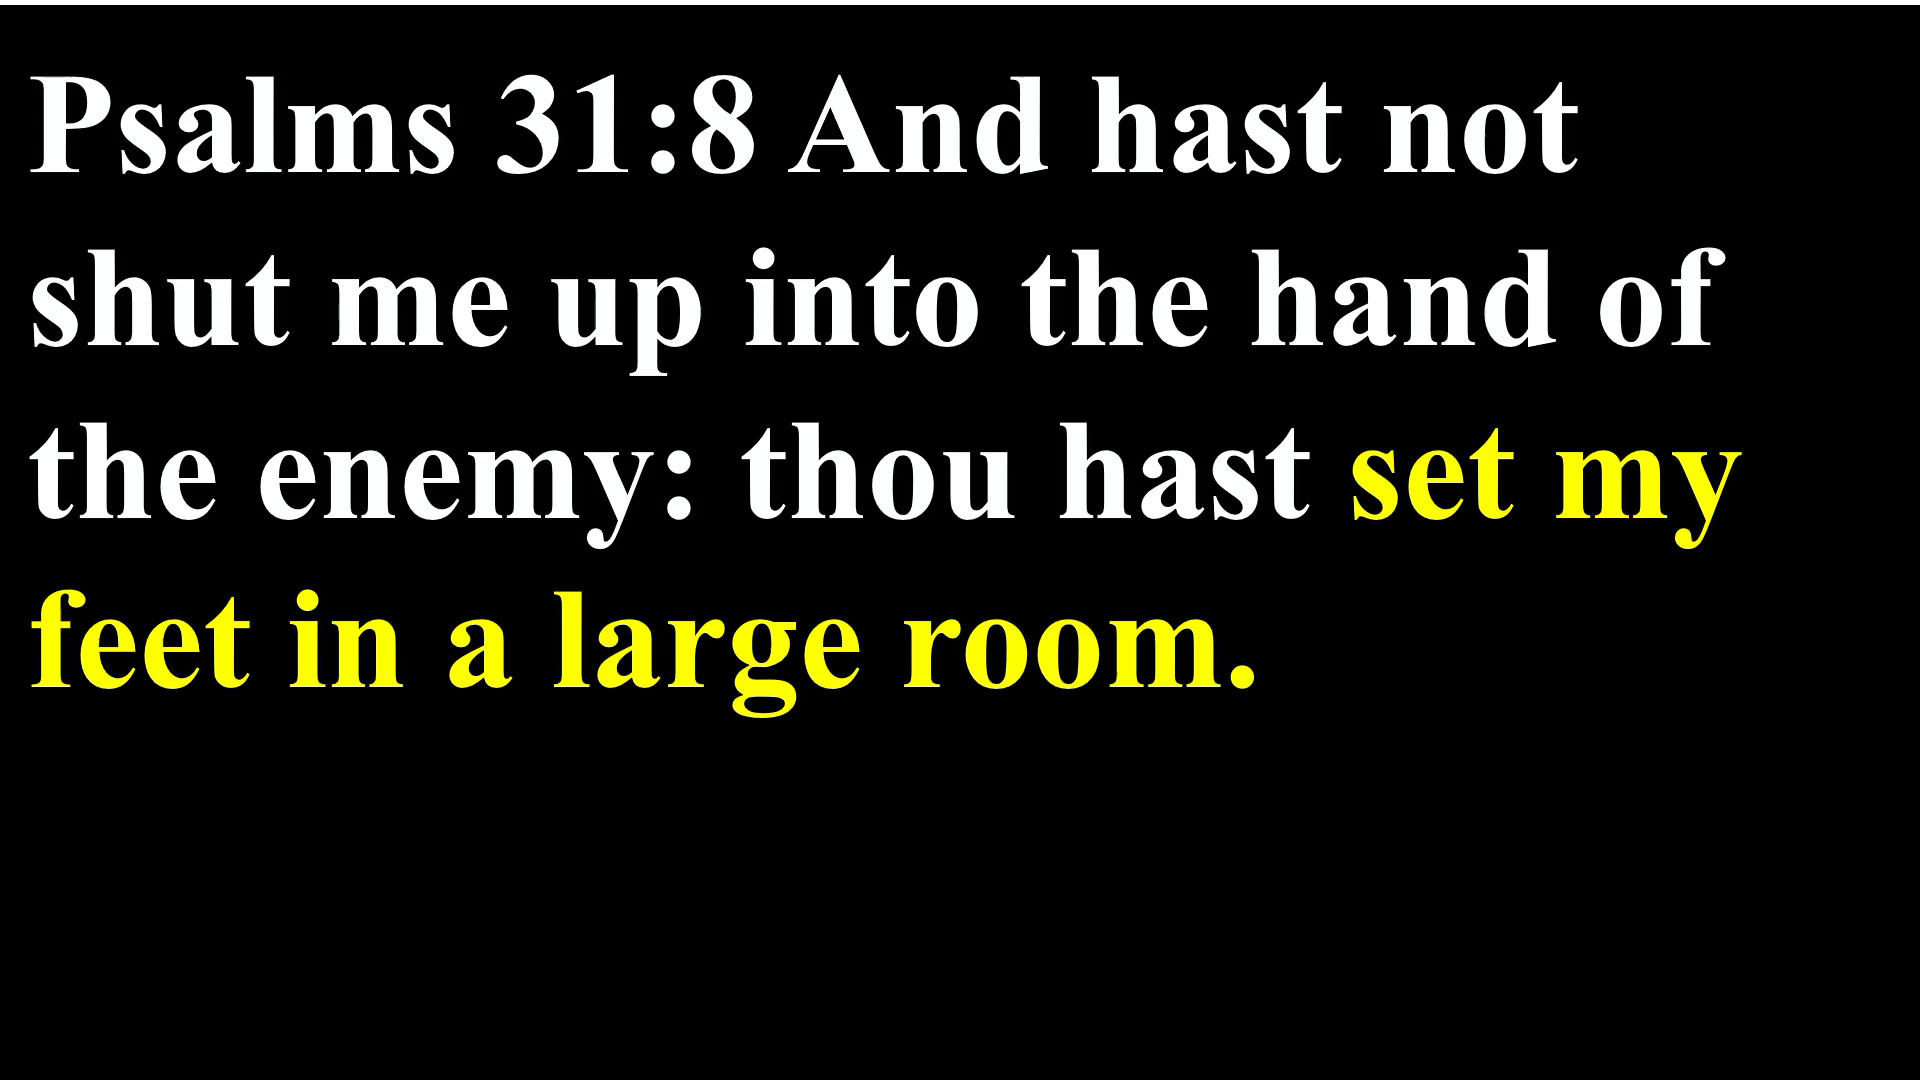 Psalms 31:8 And hast not
shut me up into the hand of
the enemy: thou hast set my
feet in a large room.